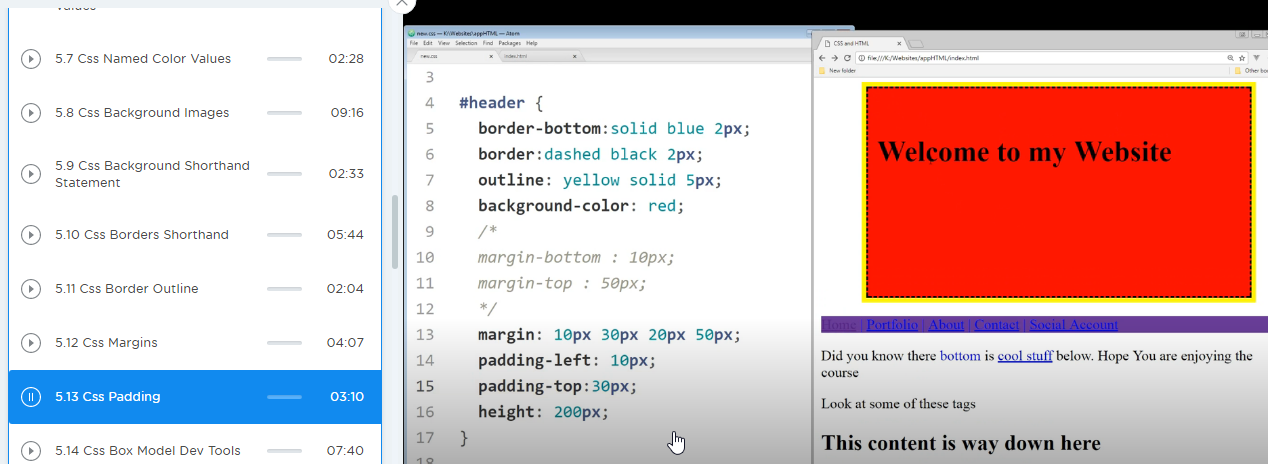 values
5.7 Css Named Color Values 02:28
5.8 Css Background Images 09:16
5.9 Css Background Shorthand
Statement 02:33
5.10 Css Borders Shorthand 05:44
5.11 Css Border Outline 02:04
5.12 Css Margins 04:07
5.13 Css Padding 03:10
5.14 Css Box Model Dev Tools 07:40
new.css — K:\Websites\appHTML — Atom
File Edit View Selection Find Packages Help
new.css index.html
3
4 #header {
5 border-bottom:solid blue 2px;
6 border:dashed black 2px;
7 outline: yellow solid 5px;
8 background-color: red;
9 /*
10 margin-bottom : 10px;
11 margin-top : 50px;
12 */
13 margin: 10px 30px 20px 50px;
14 padding-left: 10px;
15 padding-top:30px;
16 height: 200px;
17 }
18
CSS and HTML
file:///K:/Websites/appHTML/index.html
New folder
Other boo
Welcome to my Website
Home | Portfolio | About | Contact | Social Account
Did you know there bottom is cool stuff below. Hope You are enjoying the
course
Look at some of these tags
This content is way down here